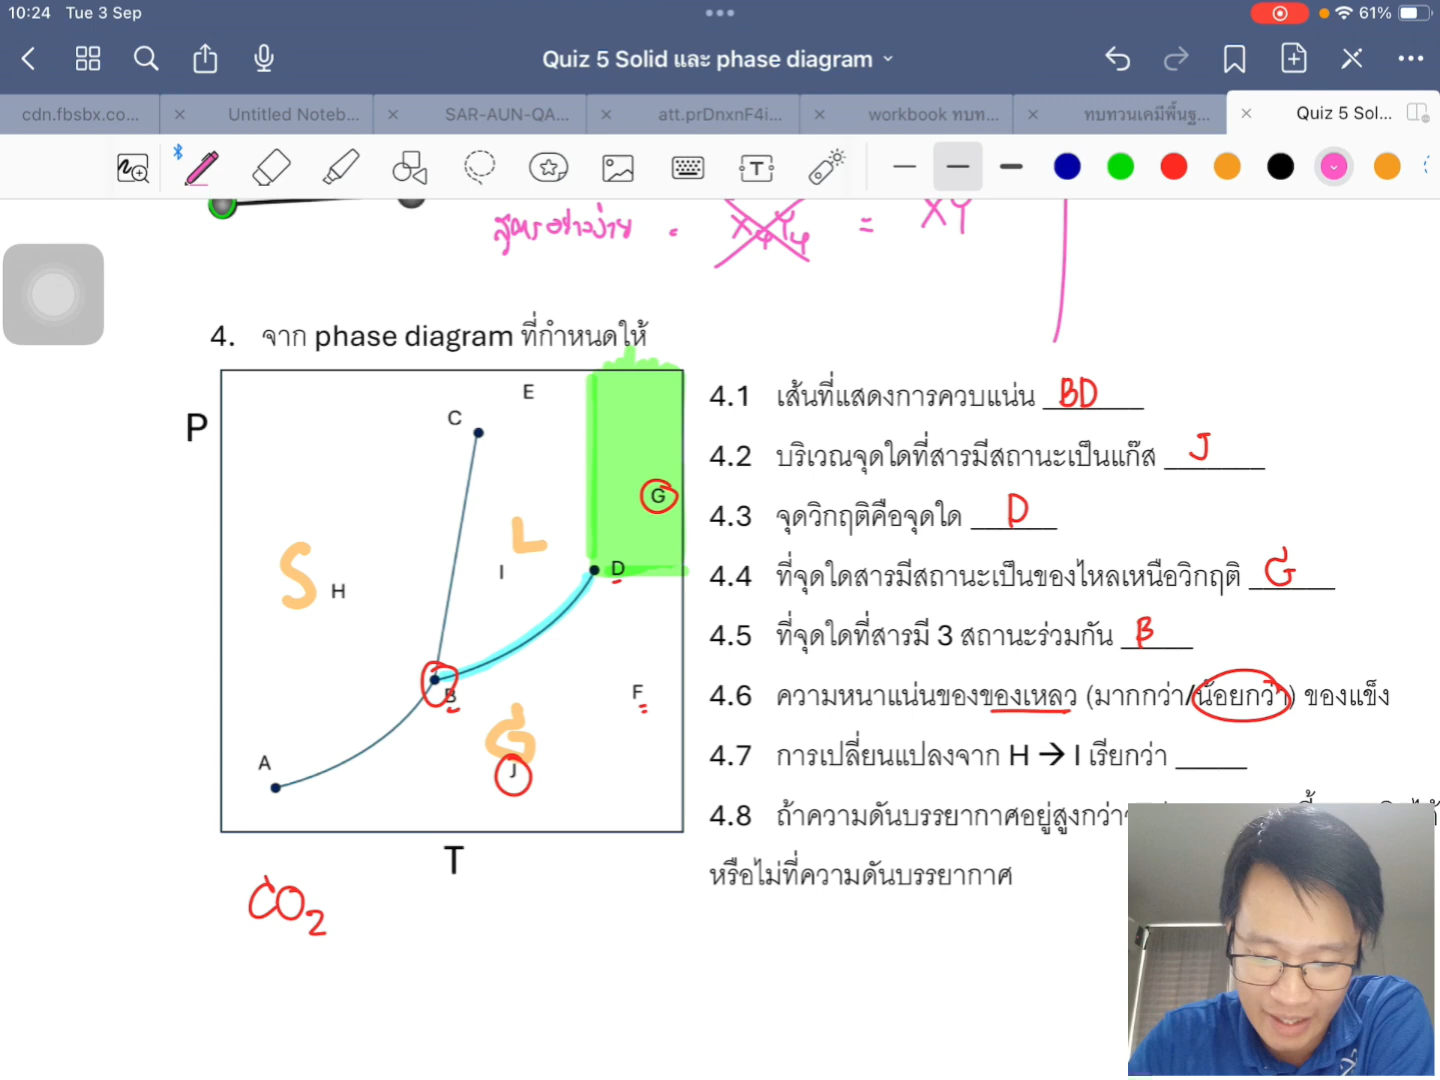 10:24 Tue 3 Sep
61%
Quiz 5 Solid และ phase diagram
cdn.fbsbx.co...
Untitled Noteb...
SAR-AUN-QA...
att.prDnxnF4i...
workbook ทบท...
ทบทวนเคมีพื้นฐ...
Quiz 5 Sol...
T
สูตรอย่างง่าย = X4Y4 = XY
4. จาก phase diagram ที่กำหนดให้
P
E
C
G
S
H
L
I
D
B
F
G
J
A
T
CO2
4.1 เส้นที่แสดงการควบแน่น BD
4.2 บริเวณจุดใดที่สารมีสถานะเป็นแก๊ส J
4.3 จุดวิกฤติคือจุดใด D
4.4 ที่จุดใดสารมีสถานะเป็นของไหลเหนือวิกฤติ G
4.5 ที่จุดใดที่สารมี 3 สถานะร่วมกัน B
4.6 ความหนาแน่นของของเหลว (มากกว่า/น้อยกว่า) ของแข็ง
4.7 การเปลี่ยนแปลงจาก H → I เรียกว่า _____
4.8 ถ้าความดันบรรยากาศอยู่สูงกว่า
หรือไม่ที่ความดันบรรยากาศ